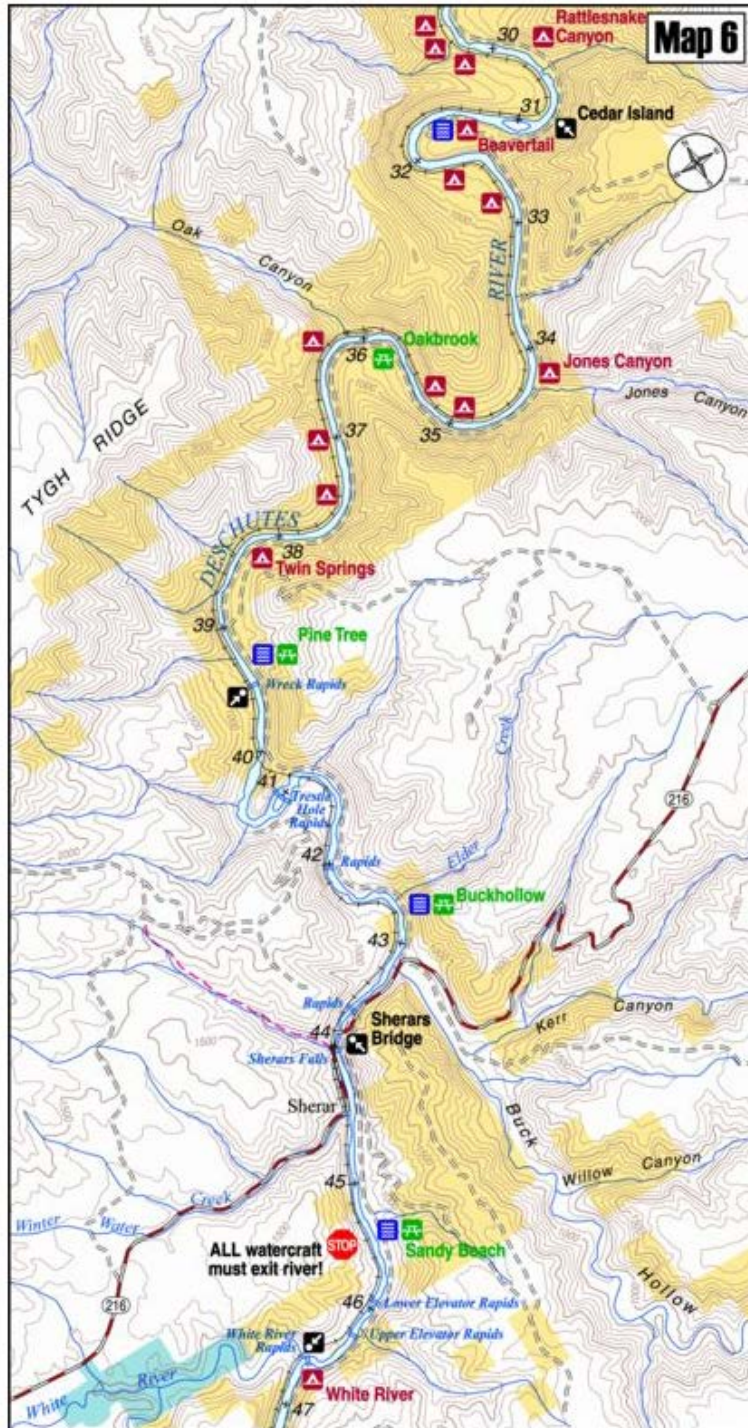 Map 6
Rattlesnake
Canyon
30
31
Cedar Island
Beavertail
32
33
RIVER
Oak
Canyon
34
36
Oakbrook
Jones Canyon
Jones Canyon
35
37
TYGH RIDGE
DESCHUTES
38
Twin Springs
39
Pine Tree
Wreck Rapids
40
41
Trestle
Hole
Rapids
216
42
Rapids
Elder
Creek
Buckhollow
43
Rapids
Kerr Canyon
44
Sherars
Bridge
Sherars Falls
Sherar
Buck
Willow Canyon
45
Winter Water Creek
ALL watercraft
must exit river!
STOP
Sandy Beach
Hollow
46
Lower Elevator Rapids
216
White River
Rapids
Upper Elevator Rapids
White River
White River
47